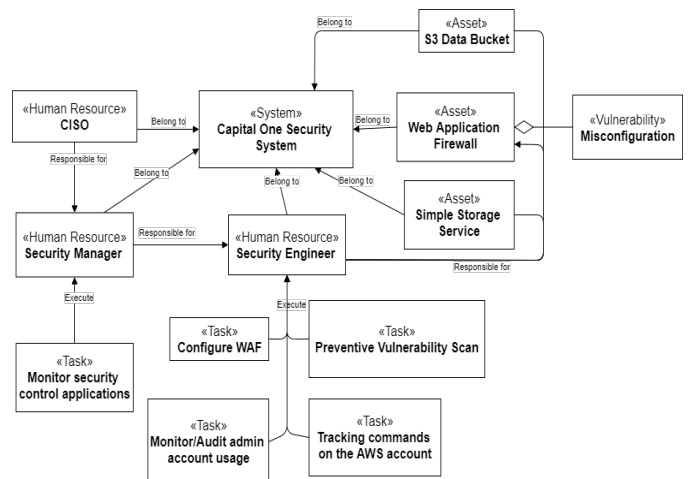 Belong to
«Asset»
S3 Data Bucket
«Human Resource»
CISO
Belong to
«System»
Capital One Security
System
Belong to
«Asset»
Web Application
Firewall
«Vulnerability»
Misconfiguration
Responsible for
Belong to
Belong to
Belong to
«Asset»
Simple Storage
Service
«Human Resource»
Security Manager
Responsible for
«Human Resource»
Security Engineer
Responsible for
Execute
Execute
«Task»
Configure WAF
«Task»
Preventive Vulnerability Scan
«Task»
Monitor security
control applications
«Task»
Monitor/Audit admin
account usage
«Task»
Tracking commands
on the AWS account